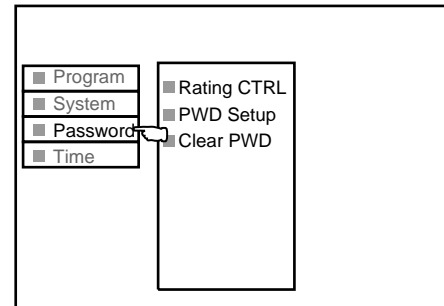 Program
System
Password
Time
Rating CTRL
PWD Setup
Clear PWD